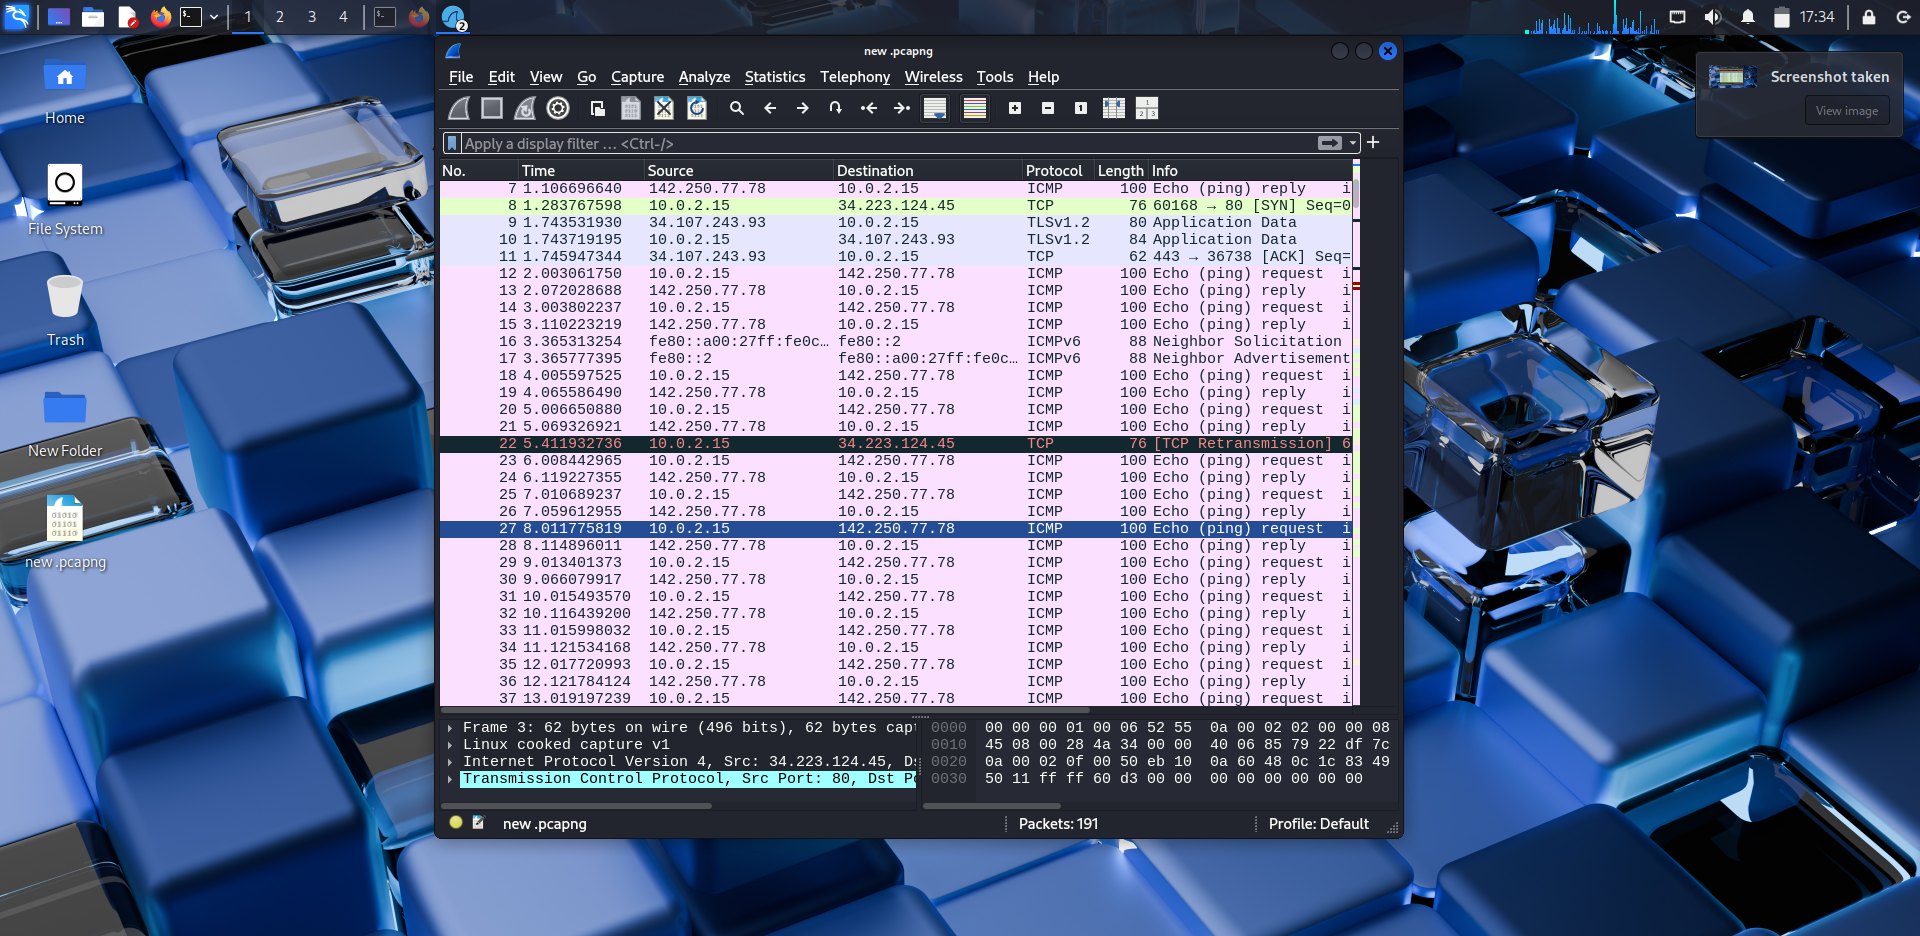 1 2 3 4 2 17:34
new .pcapng
Screenshot taken
View image
File Edit View Go Capture Analyze Statistics Telephony Wireless Tools Help
Home
File System
Trash
New Folder
01010
01101
01110
new .pcapng
Apply a display filter … <Ctrl-/>
No. Time Source Destination Protocol Length Info
7 1.106696640 142.250.77.78 10.0.2.15 ICMP 100 Echo (ping) reply i
8 1.283767598 10.0.2.15 34.223.124.45 TCP 76 60168 → 80 [SYN] Seq=0
9 1.743531930 34.107.243.93 10.0.2.15 TLSv1.2 80 Application Data
10 1.743719195 10.0.2.15 34.107.243.93 TLSv1.2 84 Application Data
11 1.745947344 34.107.243.93 10.0.2.15 TCP 62 443 → 36738 [ACK] Seq=
12 2.003061750 10.0.2.15 142.250.77.78 ICMP 100 Echo (ping) request i
13 2.072028688 142.250.77.78 10.0.2.15 ICMP 100 Echo (ping) reply i
14 3.003802237 10.0.2.15 142.250.77.78 ICMP 100 Echo (ping) request i
15 3.110223219 142.250.77.78 10.0.2.15 ICMP 100 Echo (ping) reply i
16 3.365313254 fe80::a00:27ff:fe0c… fe80::2 ICMPv6 88 Neighbor Solicitation
17 3.365777395 fe80::2 fe80::a00:27ff:fe0c… ICMPv6 88 Neighbor Advertisement
18 4.005597525 10.0.2.15 142.250.77.78 ICMP 100 Echo (ping) request i
19 4.065586490 142.250.77.78 10.0.2.15 ICMP 100 Echo (ping) reply i
20 5.006650880 10.0.2.15 142.250.77.78 ICMP 100 Echo (ping) request i
21 5.069326921 142.250.77.78 10.0.2.15 ICMP 100 Echo (ping) reply i
22 5.411932736 10.0.2.15 34.223.124.45 TCP 76 [TCP Retransmission] 6
23 6.008442965 10.0.2.15 142.250.77.78 ICMP 100 Echo (ping) request i
24 6.119227355 142.250.77.78 10.0.2.15 ICMP 100 Echo (ping) reply i
25 7.010689237 10.0.2.15 142.250.77.78 ICMP 100 Echo (ping) request i
26 7.059612955 142.250.77.78 10.0.2.15 ICMP 100 Echo (ping) reply i
27 8.011775819 10.0.2.15 142.250.77.78 ICMP 100 Echo (ping) request i
28 8.114896011 142.250.77.78 10.0.2.15 ICMP 100 Echo (ping) reply i
29 9.013401373 10.0.2.15 142.250.77.78 ICMP 100 Echo (ping) request i
30 9.066079917 142.250.77.78 10.0.2.15 ICMP 100 Echo (ping) reply i
31 10.015493570 10.0.2.15 142.250.77.78 ICMP 100 Echo (ping) request i
32 10.116439200 142.250.77.78 10.0.2.15 ICMP 100 Echo (ping) reply i
33 11.015998032 10.0.2.15 142.250.77.78 ICMP 100 Echo (ping) request i
34 11.121534168 142.250.77.78 10.0.2.15 ICMP 100 Echo (ping) reply i
35 12.017720993 10.0.2.15 142.250.77.78 ICMP 100 Echo (ping) request i
36 12.121784124 142.250.77.78 10.0.2.15 ICMP 100 Echo (ping) reply i
37 13.019197239 10.0.2.15 142.250.77.78 ICMP 100 Echo (ping) request i
Frame 3: 62 bytes on wire (496 bits), 62 bytes capt
Linux cooked capture v1
Internet Protocol Version 4, Src: 34.223.124.45, Ds
Transmission Control Protocol, Src Port: 80, Dst Po
0000 00 00 00 01 00 06 52 55 0a 00 02 02 00 00 08
0010 45 08 00 28 4a 34 00 00 40 06 85 79 22 df 7c
0020 0a 00 02 0f 00 50 eb 10 0a 60 48 0c 1c 83 49
0030 50 11 ff ff 60 d3 00 00 00 00 00 00 00 00
new .pcapng Packets: 191 Profile: Default